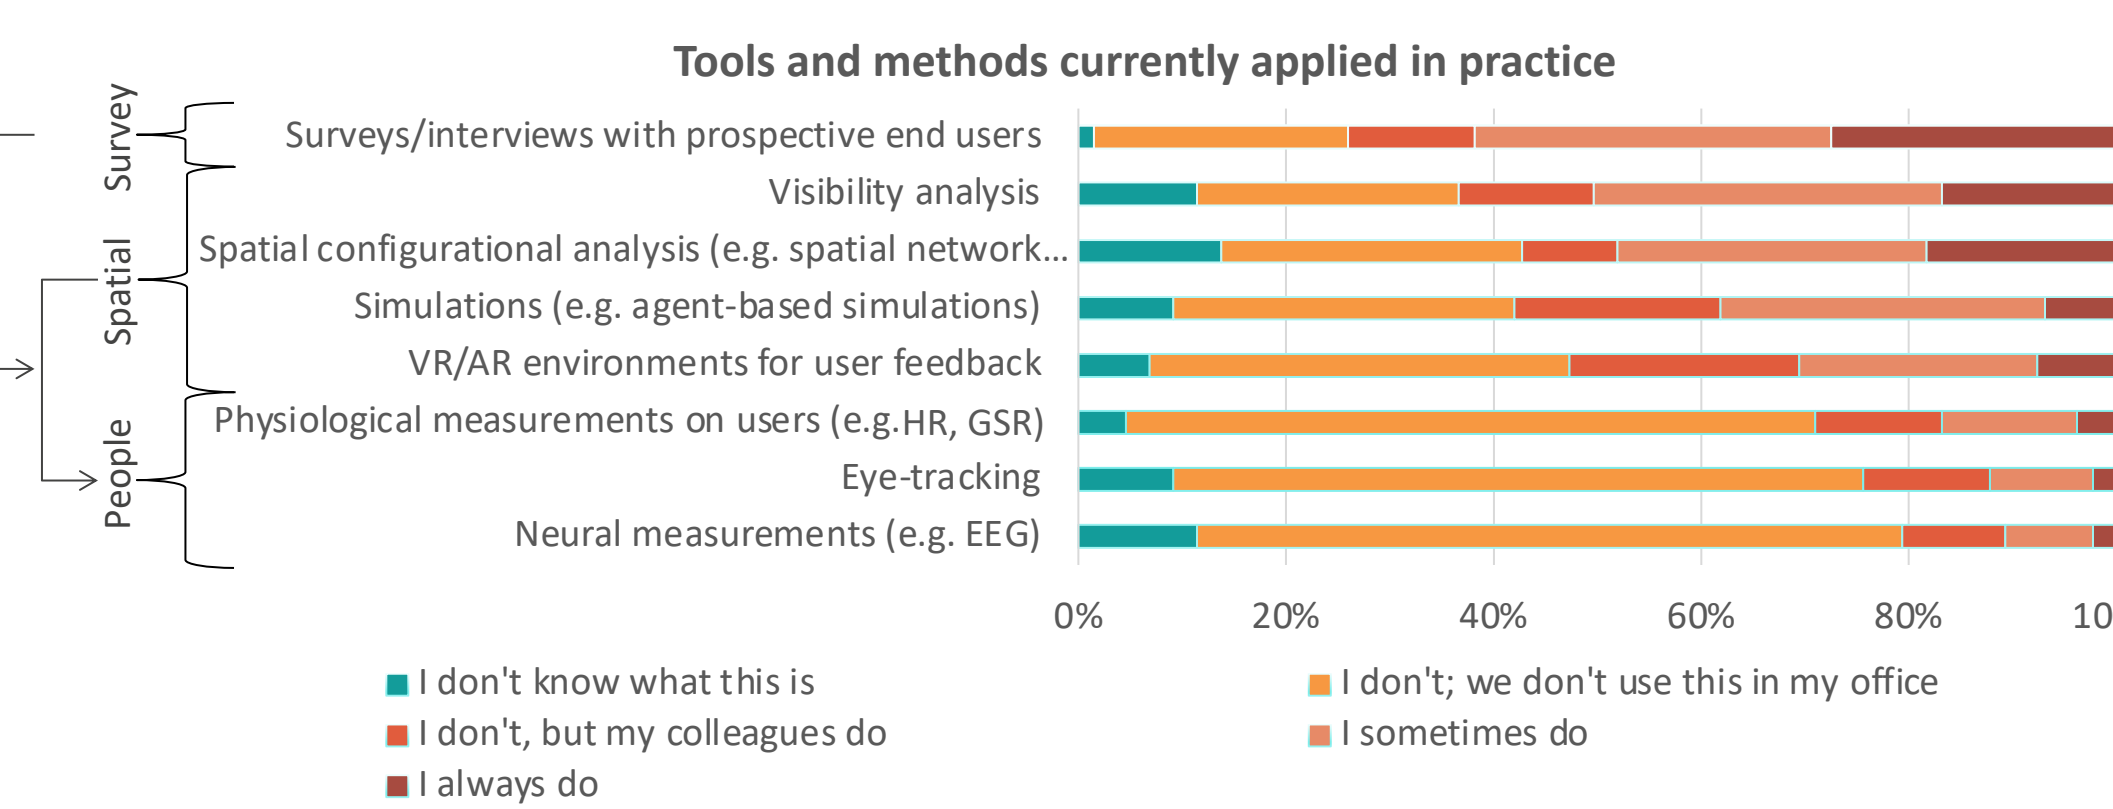 Tools and methods currently applied in practice
Survey
Surveys/interviews with prospective end users
Visibility analysis
Spatial
Spatial configurational analysis (e.g. spatial network...
Simulations (e.g. agent-based simulations)
VR/AR environments for user feedback
People
Physiological measurements on users (e.g.HR, GSR)
Eye-tracking
Neural measurements (e.g. EEG)
0% 20% 40% 60% 80% 10
I don't know what this is
I don't; we don't use this in my office
I don't, but my colleagues do
I sometimes do
I always do